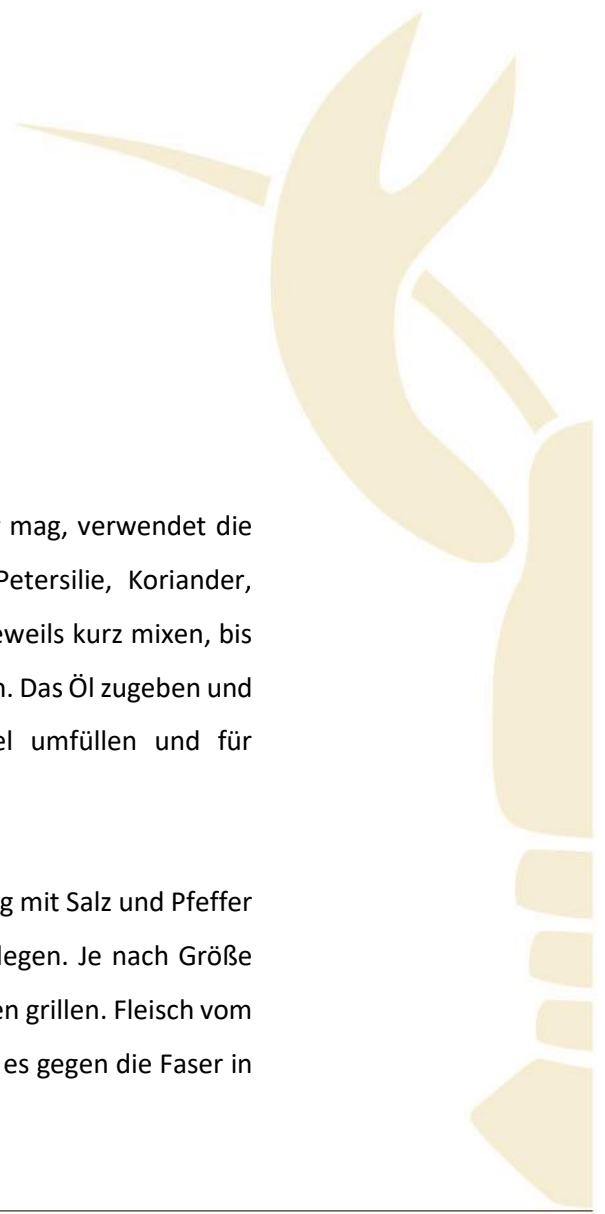 mag, verwendet die
Petersilie, Koriander,
eweils kurz mixen, bis
n. Das Öl zugeben und
el umfüllen und für
g mit Salz und Pfeffer
legen. Je nach Größe
en grillen. Fleisch vom
es gegen die Faser in